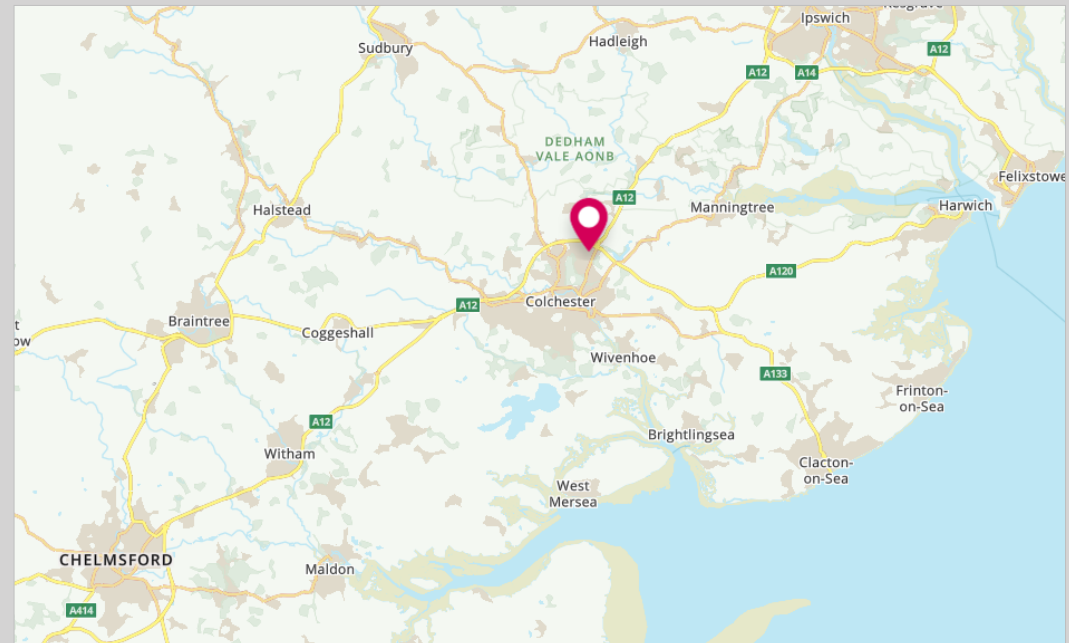 Kesgrave
Ipswich
Sudbury
Hadleigh
A12
A12
A14
DEDHAM
VALE AONB
Felixstowe
A12
Manningtree
Harwich
Halstead
A120
Colchester
A12
Braintree
Coggeshall
Wivenhoe
A133
Frinton-
on-Sea
A12
Brightlingsea
Witham
Clacton-
on-Sea
West
Mersea
CHELMSFORD
Maldon
A414